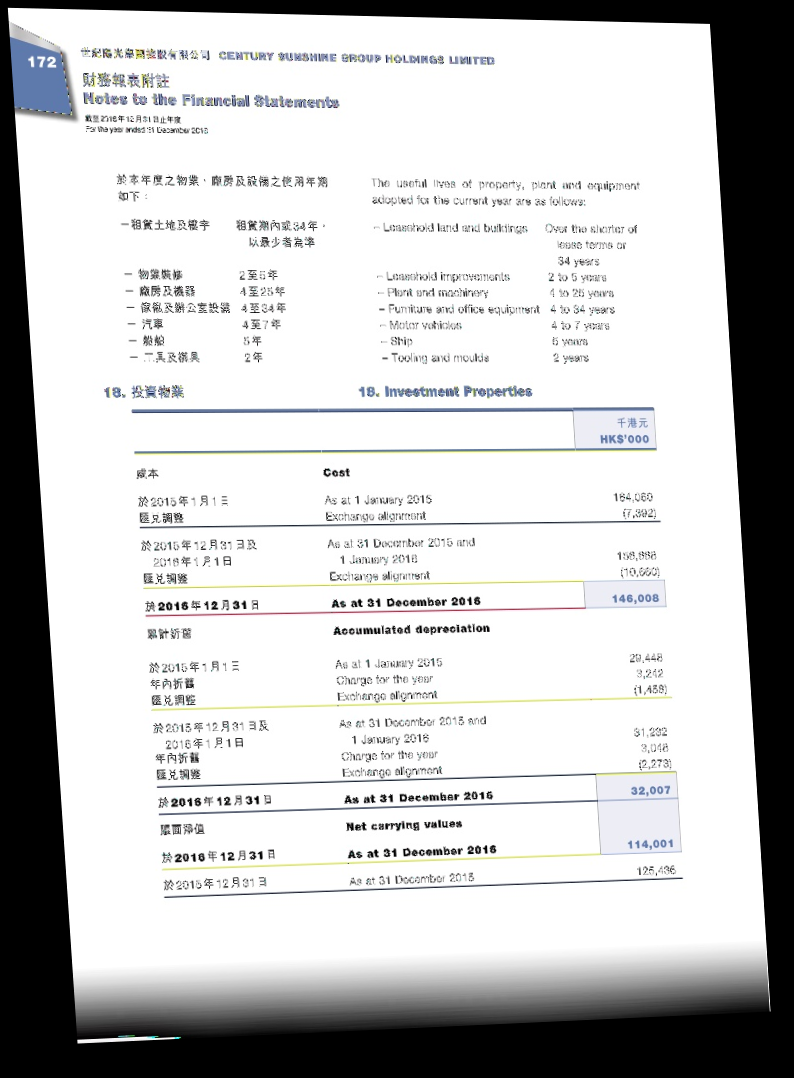 172
世紀陽光集團控股有限公司 CENTURY SUNSHINE GROUP HOLDINGS LIMITED
財務報表附註
Notes to the Financial Statements
截至2016年12月31日止年度
For the year ended 31 December 2016
於本年度之物業、廠房及設備之使用年期
如下：
The useful lives of property, plant and equipment
adopted for the current year are as follows:
－租賃土地及樓宇 租賃期內或34年，
以最少者為準
– Leasehold land and buildings Over the shorter of
lease terms or
34 years
－ 物業裝修 2至5年 – Leasehold improvements 2 to 5 years
－ 廠房及機器 4至25年 – Plant and machinery 4 to 25 years
－ 傢俬及辦公室設備 4至34年 – Furniture and office equipment 4 to 34 years
－ 汽車 4至7年 – Motor vehicles 4 to 7 years
－ 船舶 5年 – Ship 5 years
－ 工具及模具 2年 – Tooling and moulds 2 years
18. 投資物業 18. Investment Properties
千港元
HK$'000
成本 Cost
於2015年1月1日 As at 1 January 2015 164,060
匯兌調整 Exchange alignment (7,392)
於2015年12月31日及 As at 31 December 2015 and
2016年1月1日 1 January 2016 156,668
匯兌調整 Exchange alignment (10,660)
於2016年12月31日 As at 31 December 2016 146,008
累計折舊 Accumulated depreciation
於2015年1月1日 As at 1 January 2015 29,448
年內折舊 Charge for the year 3,242
匯兌調整 Exchange alignment (1,458)
於2015年12月31日及 As at 31 December 2015 and
2016年1月1日 1 January 2016 31,232
年內折舊 Charge for the year 3,048
匯兌調整 Exchange alignment (2,273)
於2016年12月31日 As at 31 December 2016 32,007
賬面淨值 Net carrying values
於2016年12月31日 As at 31 December 2016 114,001
於2015年12月31日 As at 31 December 2015 125,436